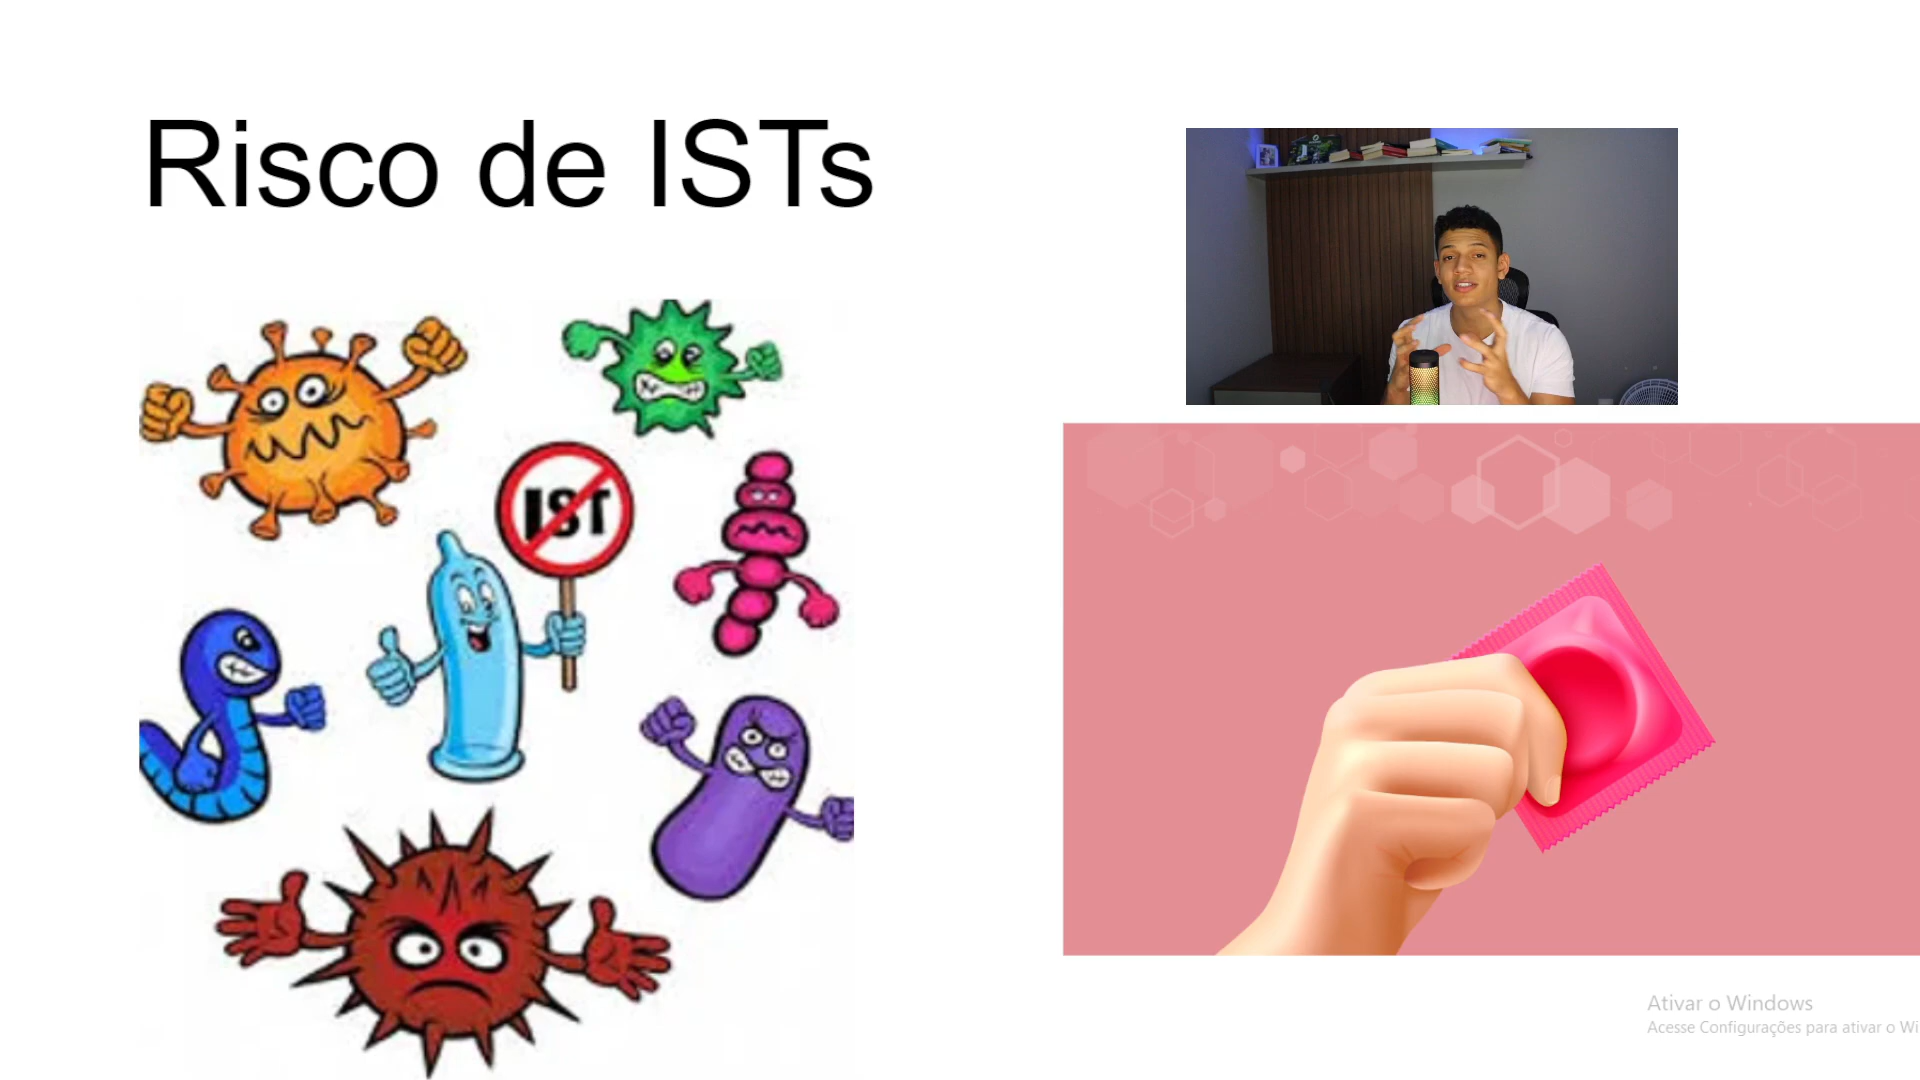 Risco de ISTs
IST
Ativar o Windows
Acesse Configurações para ativar o Wi